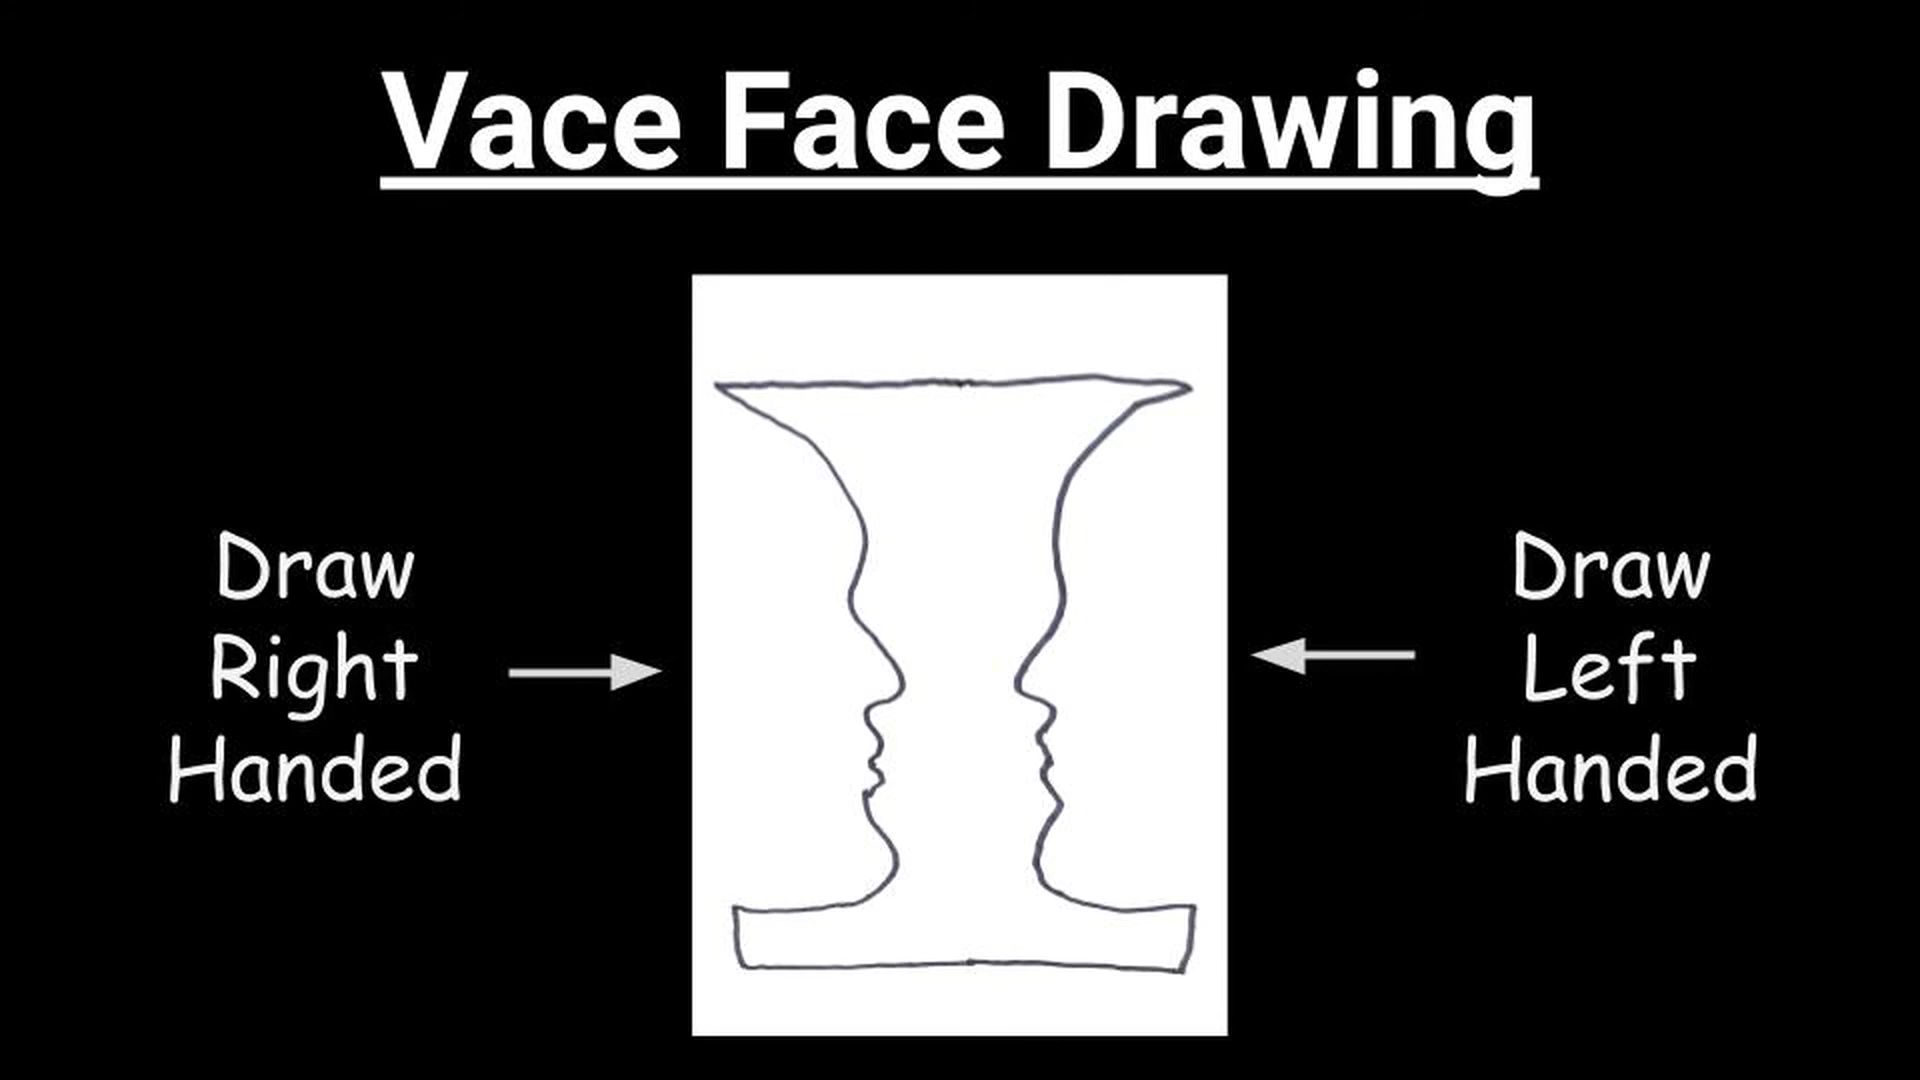 Vace Face Drawing
Draw
Right
Handed
Draw
Left
Handed